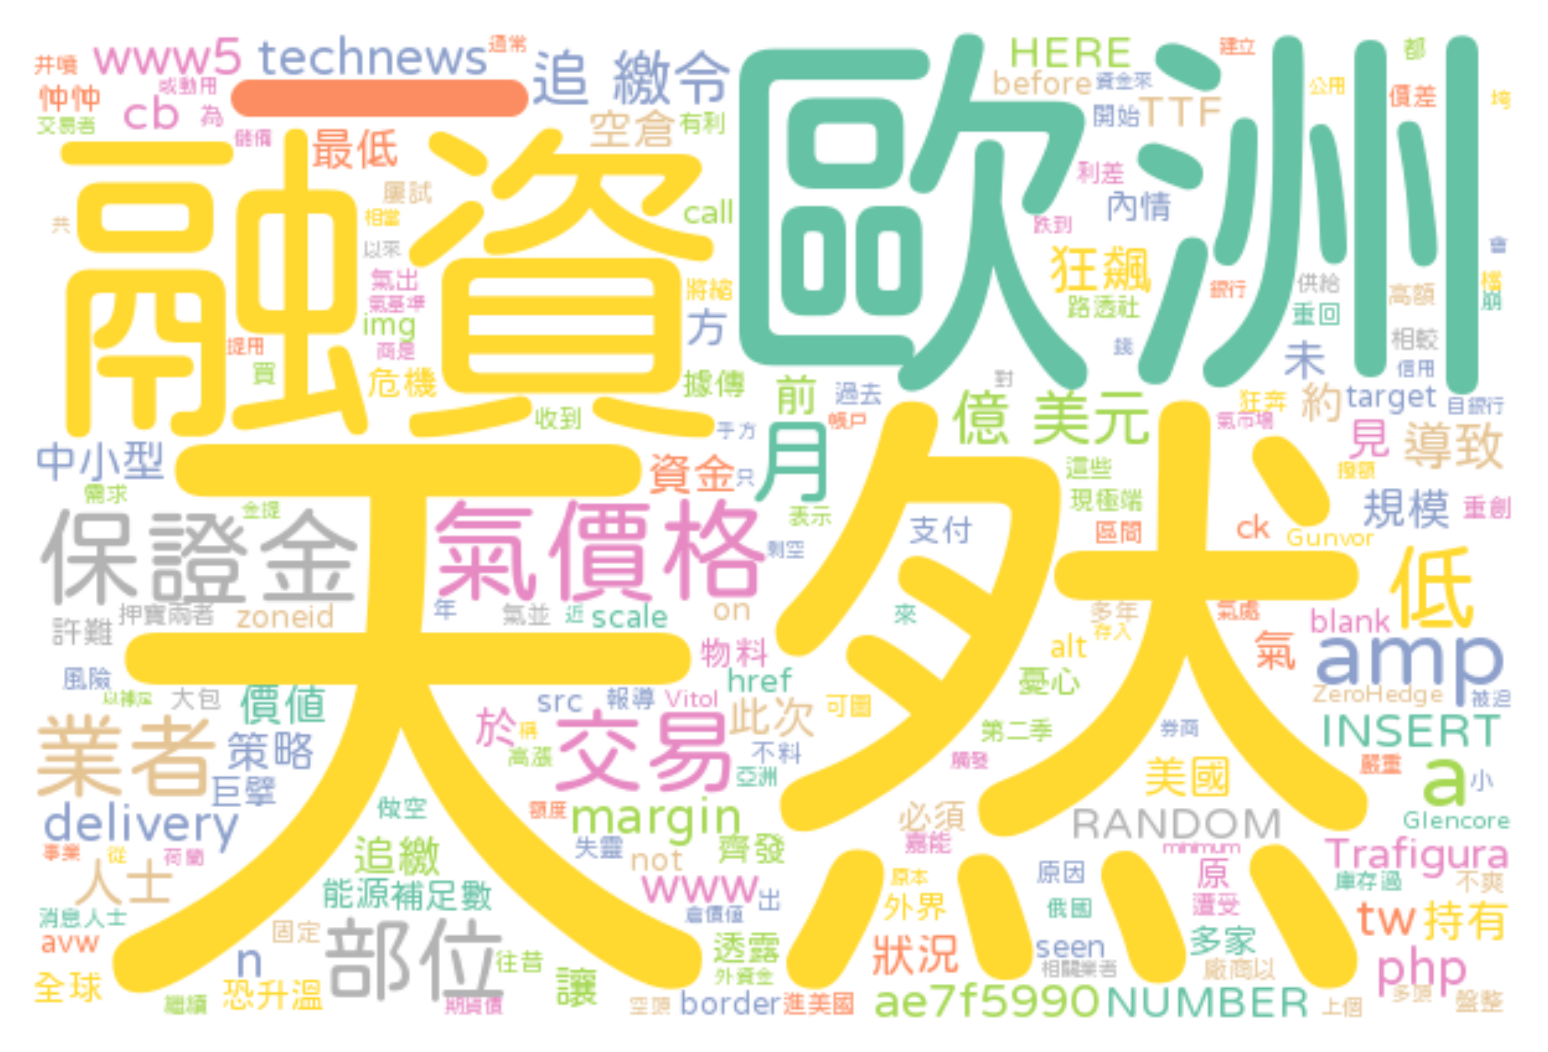 井噴 www5 technews 通常 追 繳令 HERE 建立 都
忡忡 cb 或動用 為 一 before 資金來 公用 價差 垮
交易者 儲備 最低 空倉 有利 開始 TTF
融資 歐洲
共 屢試 相當 以來 call 利差 內情 跌到
氣出 氣基準 將縮 狂飆 銀行 供給 高額 會 檔 崩
img 商是 方 路透社 重回 相較
提用 買 危機 據傳 錢 未 信用
收到 手方 前 過去 帳戶 億 美元 對 狂奔 氣市場 約 target 目銀行
中小型 資金 只 月 這些 見 導致 撥額
需求 金提 表示 現極端 規模 重創
天然
保證金 氣價格 剩空 支付 區間 ck Gunvor 低
許難 押寶兩者 zoneid 年 氣並 近 scale on 來 多年 存入 氣處 blank
物料 alt 氣 amp
風險 以補足 大包 價值 src 報導 Vitol href 憂心 ZeroHedge 被迫
業者 策略 於 稱 交易 此次 可圖 第二季 券商 INSERT
巨擘 高漲 不料 亞洲 觸發 美國 嚴重 a 小
delivery 做空 額度 margin 必須 RANDOM Glencore
事業 從 荷蘭 追繳 失靈 not 齊發 嘉能 minimum Trafigura
人士 能源補足數 www 原本 原因 原 庫存過 不爽
消息人士 倉價值 出 外界 俄國 遭受 tw 持有
avw 固定 n 部位 往昔 透露 狀況 seen 多家
全球 恐升溫 讓 外資金 相關業者 廠商以 php
繼續 期貨價 空頭 border 進美國 ae7f5990 NUMBER 上個 多頭 盤整